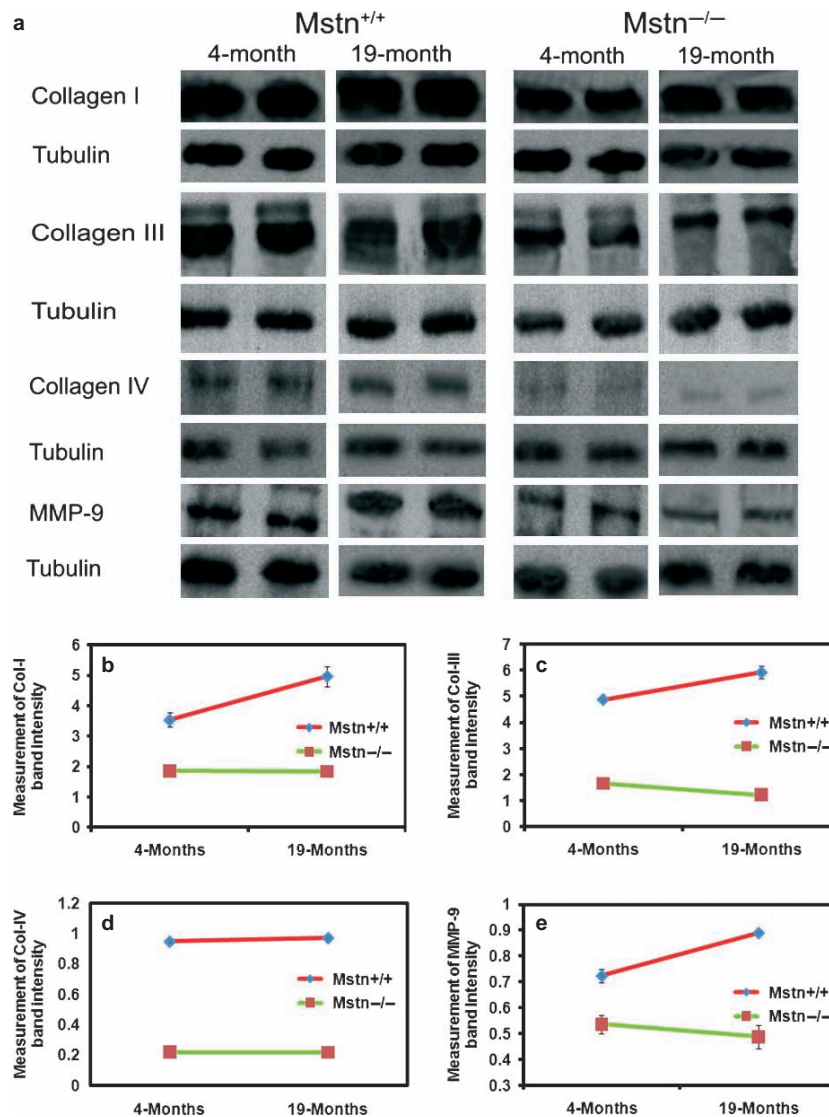 a
Mstn+/+
Mstn−/−
4-month
19-month
4-month
19-month
Collagen I
Tubulin
Collagen III
Tubulin
Collagen IV
Tubulin
MMP-9
Tubulin
b
Measurement of Col-I
band intensity
6
5
4
3
2
1
0
Mstn+/+
Mstn−/−
4-Months
19-Months
c
Measurement of Col-III
band Intensity
7
6
5
4
3
2
1
0
Mstn+/+
Mstn−/−
4-Months
19-Months
d
Measurement of Col-IV
band intensity
1.2
1
0.8
0.6
0.4
0.2
0
Mstn+/+
Mstn−/−
4-Months
19-Months
e
Measurement of MMP-9
band intensity
0.9
0.8
0.7
0.6
0.5
0.4
0.3
Mstn+/+
Mstn−/−
4-Months
19-Months